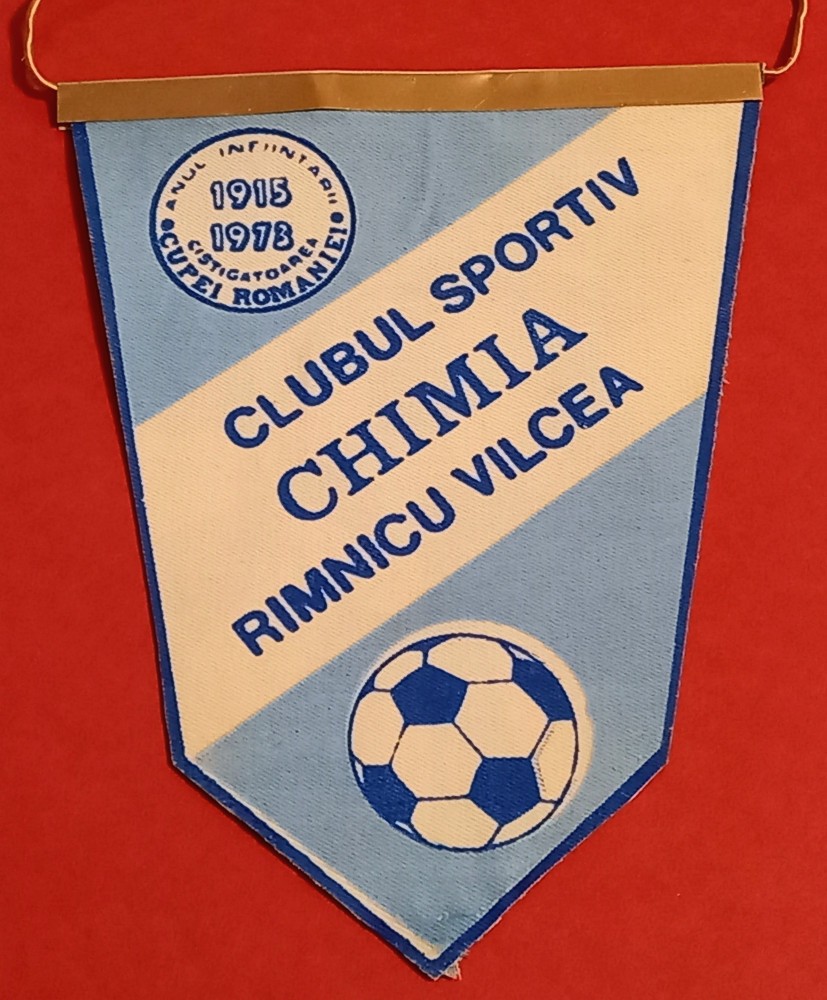 ANUL INFIINTARII
1915
1973
CISTIGATOAREA
CUPEI ROMANIEI
CLUBUL SPORTIV
CHIMIA
RIMNICU VILCEA